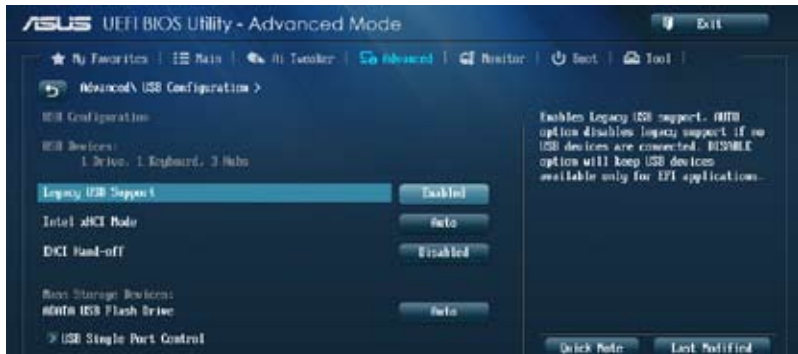 ASUS UEFI BIOS Utility - Advanced Mode
Exit
My Favorites
Main
Ai Tweaker
Advanced
Monitor
Boot
Tool
Advanced\ USB Configuration >
USB Configuration
USB Devices:
1 Drive, 1 Keyboard, 3 Hubs
Legacy USB Support
Enabled
Intel xHCI Mode
Auto
EHCI Hand-off
Disabled
Mass Storage Devices:
ADATA USB Flash Drive
Auto
> USB Single Port Control
Enables Legacy USB support. AUTO
option disables legacy support if no
USB devices are connected. DISABLE
option will keep USB devices
available only for EFI applications.
Quick Note
Last Modified